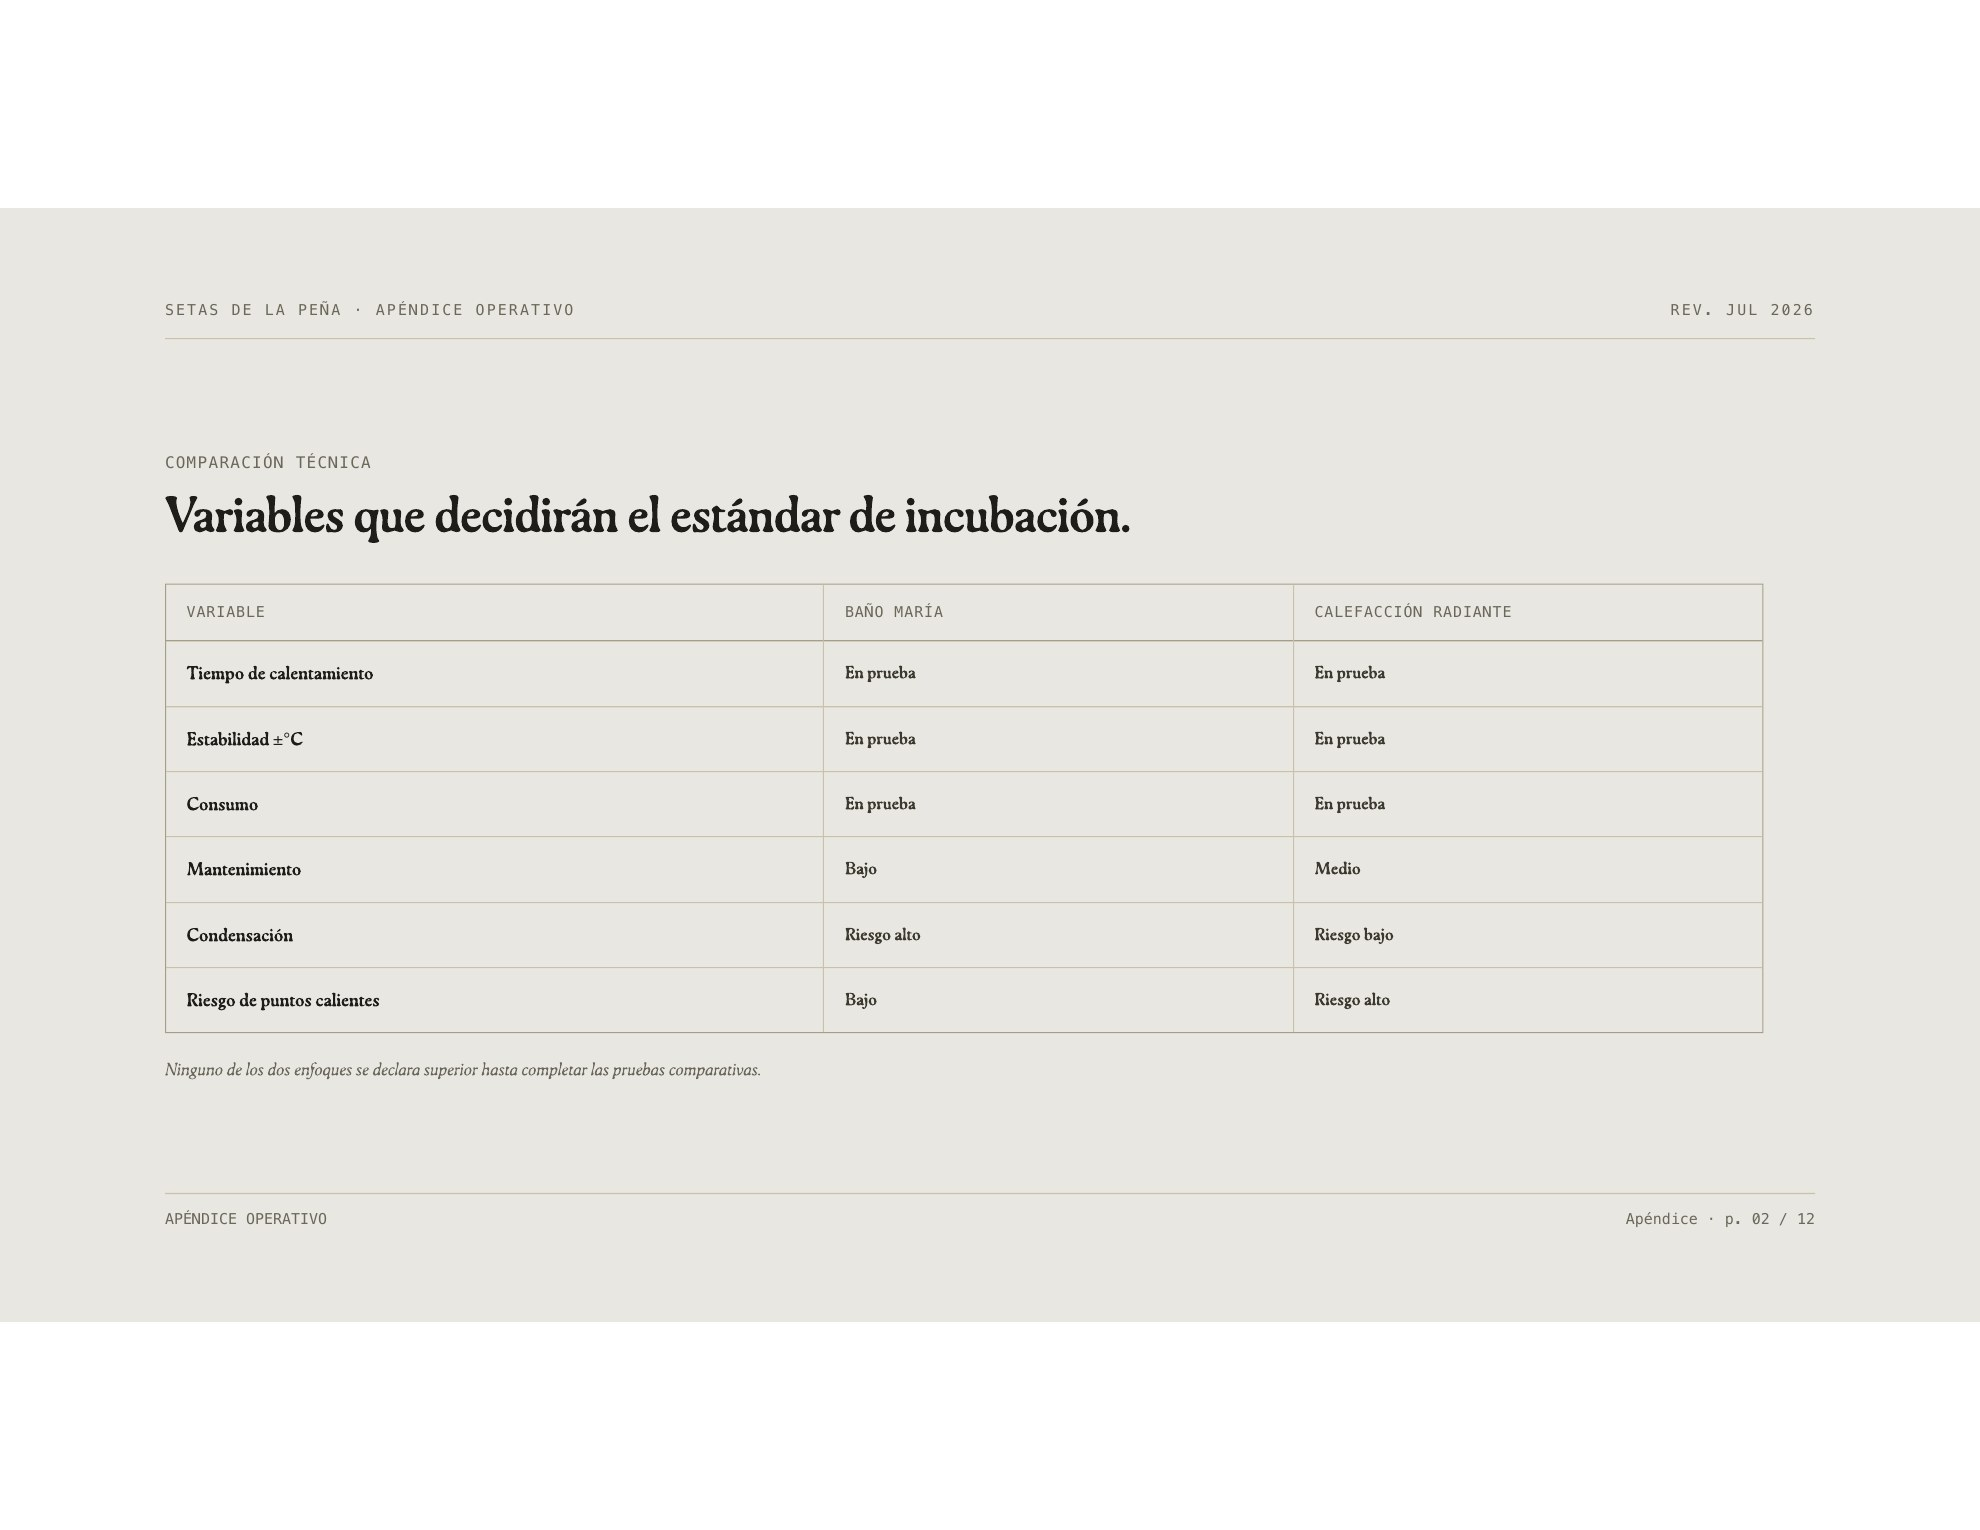 SETAS DE LA PEÑA · APÉNDICE OPERATIVO
REV. JUL 2026
COMPARACIÓN TÉCNICA
Variables que decidirán el estándar de incubación.
VARIABLE BAÑO MARÍA CALEFACCIÓN RADIANTE
Tiempo de calentamiento En prueba En prueba
Estabilidad ±°C En prueba En prueba
Consumo En prueba En prueba
Mantenimiento Bajo Medio
Condensación Riesgo alto Riesgo bajo
Riesgo de puntos calientes Bajo Riesgo alto
Ninguno de los dos enfoques se declara superior hasta completar las pruebas comparativas.
APÉNDICE OPERATIVO
Apéndice · p. 02 / 12